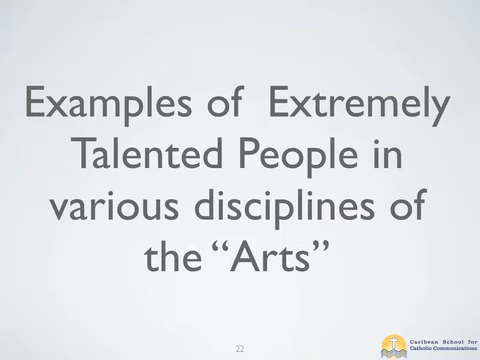 Examples of Extremely
Talented People in
various disciplines of
the “Arts”
22
Caribean School for
Catholic Communications